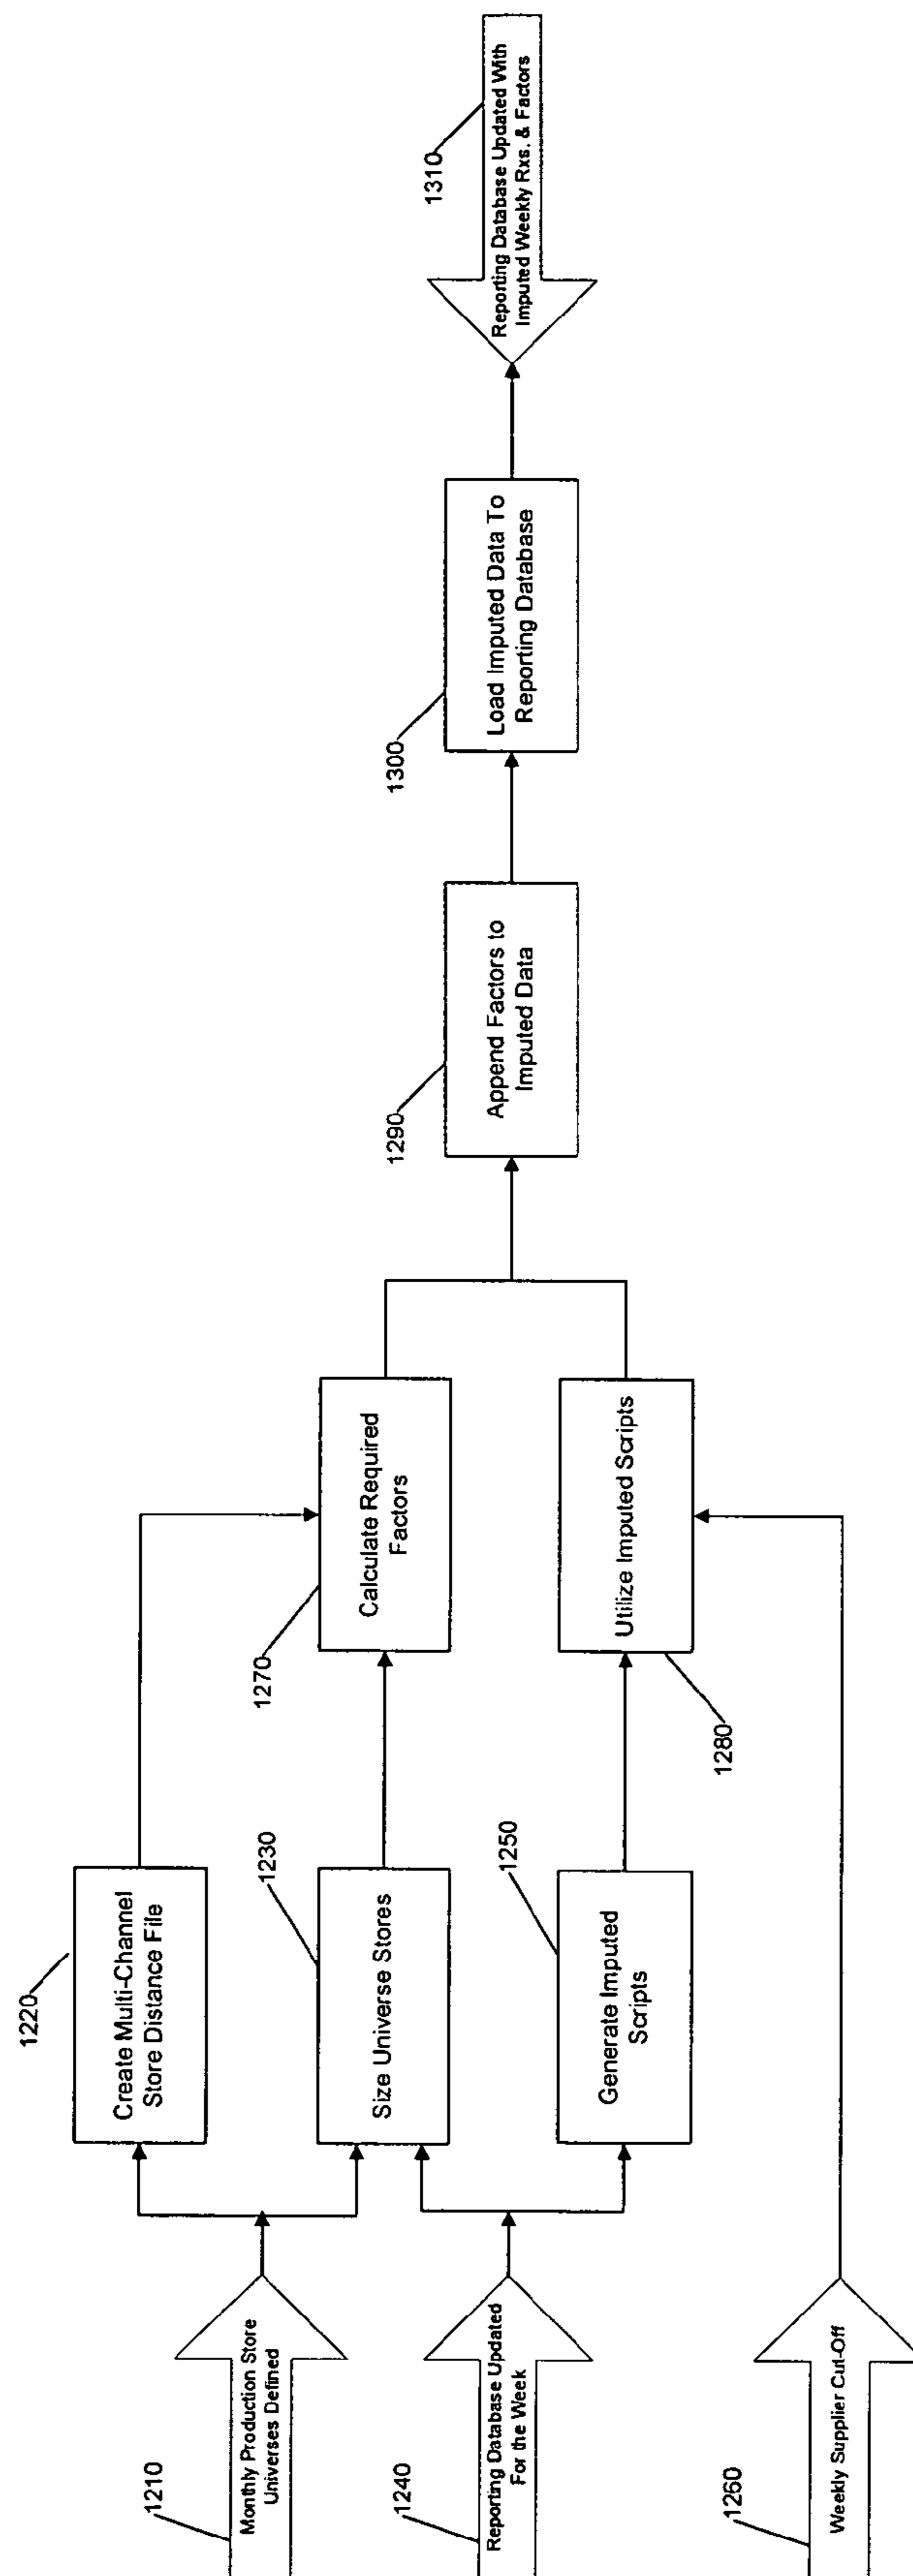 1210
Monthly Production Store
Universes Defined
1220
Create Multi-Channel
Store Distance File
1230
Size Universe Stores
1240
Reporting Database Updated
For the Week
1250
Generate Imputed
Scripts
1260
Weekly Supplier Cut-Off
1270
Calculate Required
Factors
1280
Utilize Imputed Scripts
1290
Append Factors to
Imputed Data
1300
Load Imputed Data To
Reporting Database
1310
Reporting Database Updated With
Imputed Weekly Rxs. & Factors